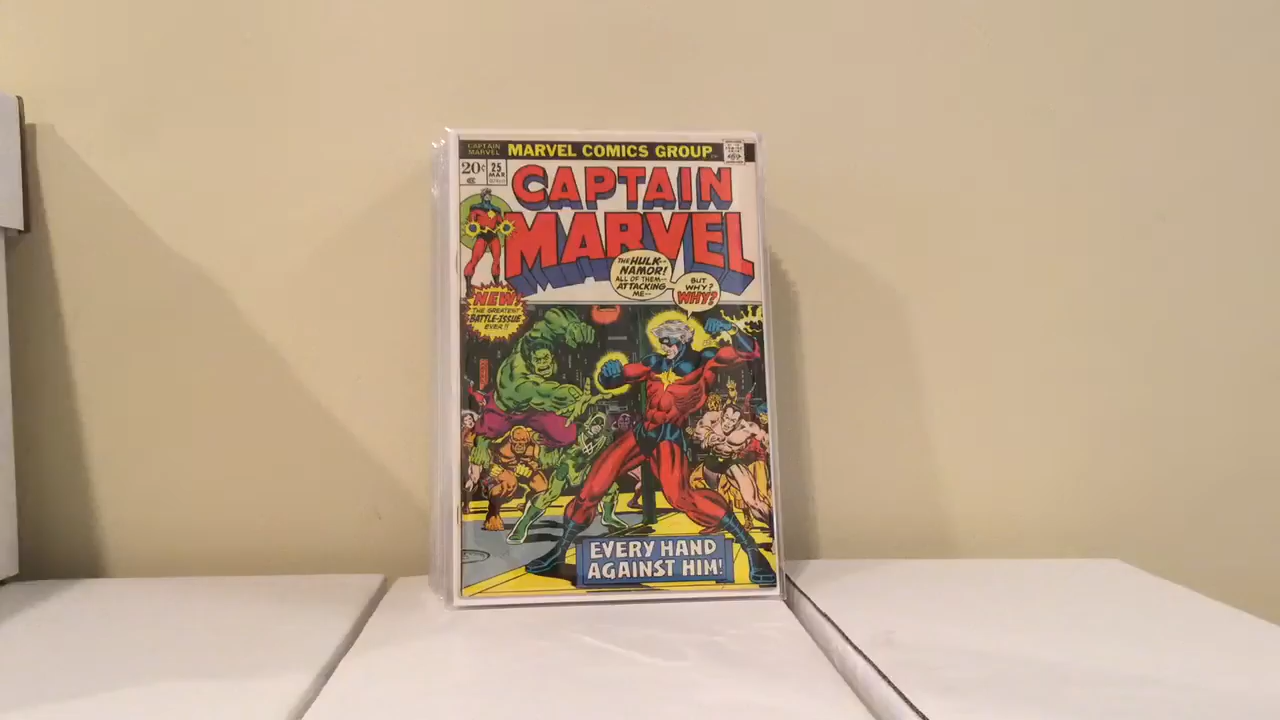 CAPTAIN
MARVEL
MARVEL COMICS GROUP
20¢
25
MAR
CAPTAIN
MARVEL
THE HULK--
NAMOR!
ALL OF THEM--
ATTACKING
ME--
BUT
WHY?
WHY?
NEW!
THE GREATEST
BATTLE-ISSUE
EVER!!
EVERY HAND
AGAINST HIM!